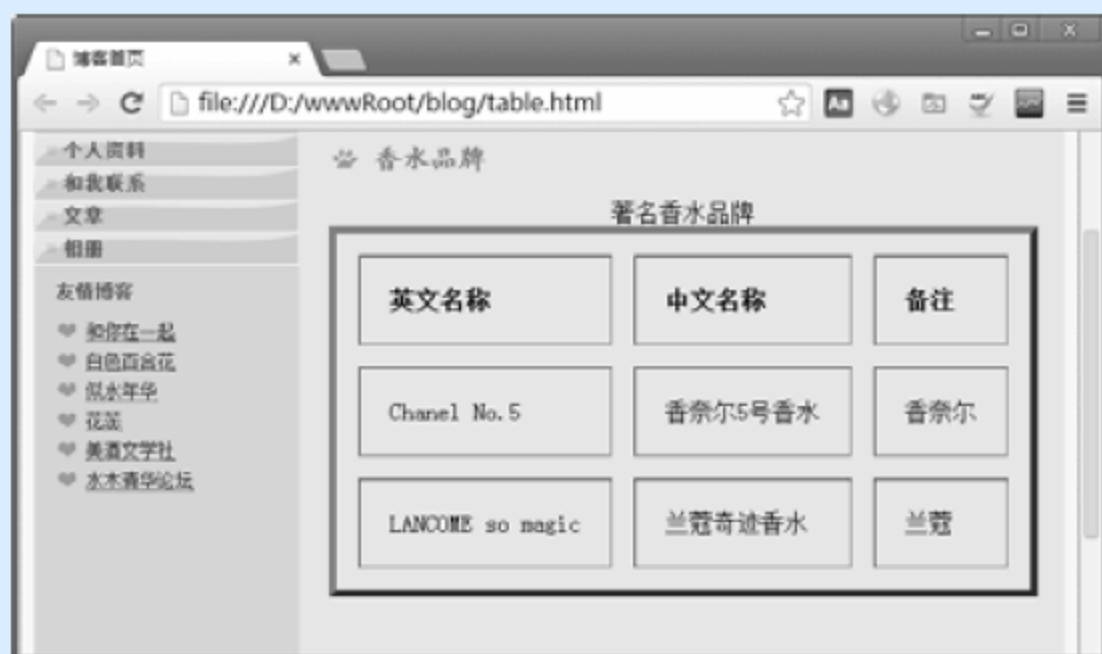 博客首页
file:///D:/wwwRoot/blog/table.html
个人资料
和我联系
文章
相册
友情博客
和你在一起
白色百合花
似水年华
美酒文学社
水木清华论坛
香水品牌
著名香水品牌
英文名称 中文名称 备注
Chanel No.5 香奈尔5号香水 香奈尔
LANCOME so magic 兰蔻奇迹香水 兰蔻